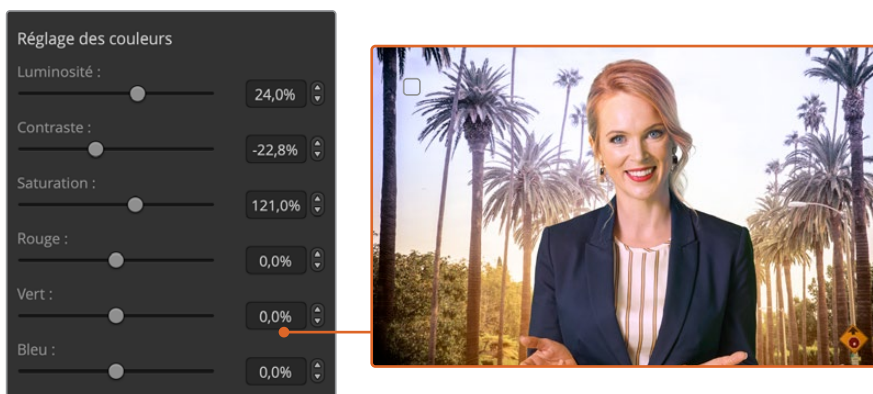 Réglage des couleurs
Luminosité :
24,0%
Contraste :
-22,8%
Saturation :
121,0%
Rouge :
0,0%
Vert :
0,0%
Bleu :
0,0%